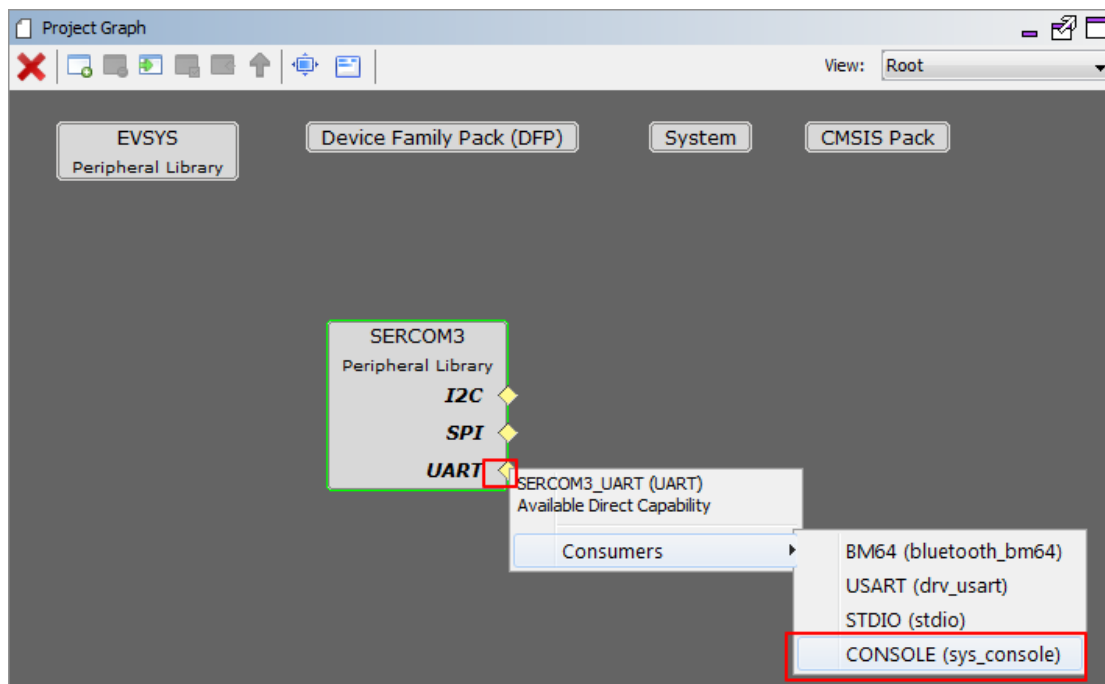 Project Graph
View: Root
EVSYS
Peripheral Library
Device Family Pack (DFP)
System
CMSIS Pack
SERCOM3
Peripheral Library
I2C
SPI
UART
SERCOM3_UART (UART)
Available Direct Capability
Consumers
BM64 (bluetooth_bm64)
USART (drv_usart)
STDIO (stdio)
CONSOLE (sys_console)